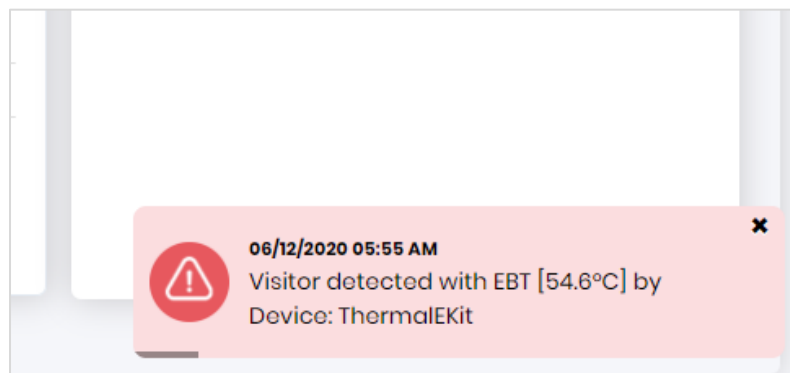 06/12/2020 05:55 AM
Visitor detected with EBT [54.6°C] by
Device: ThermalEKit